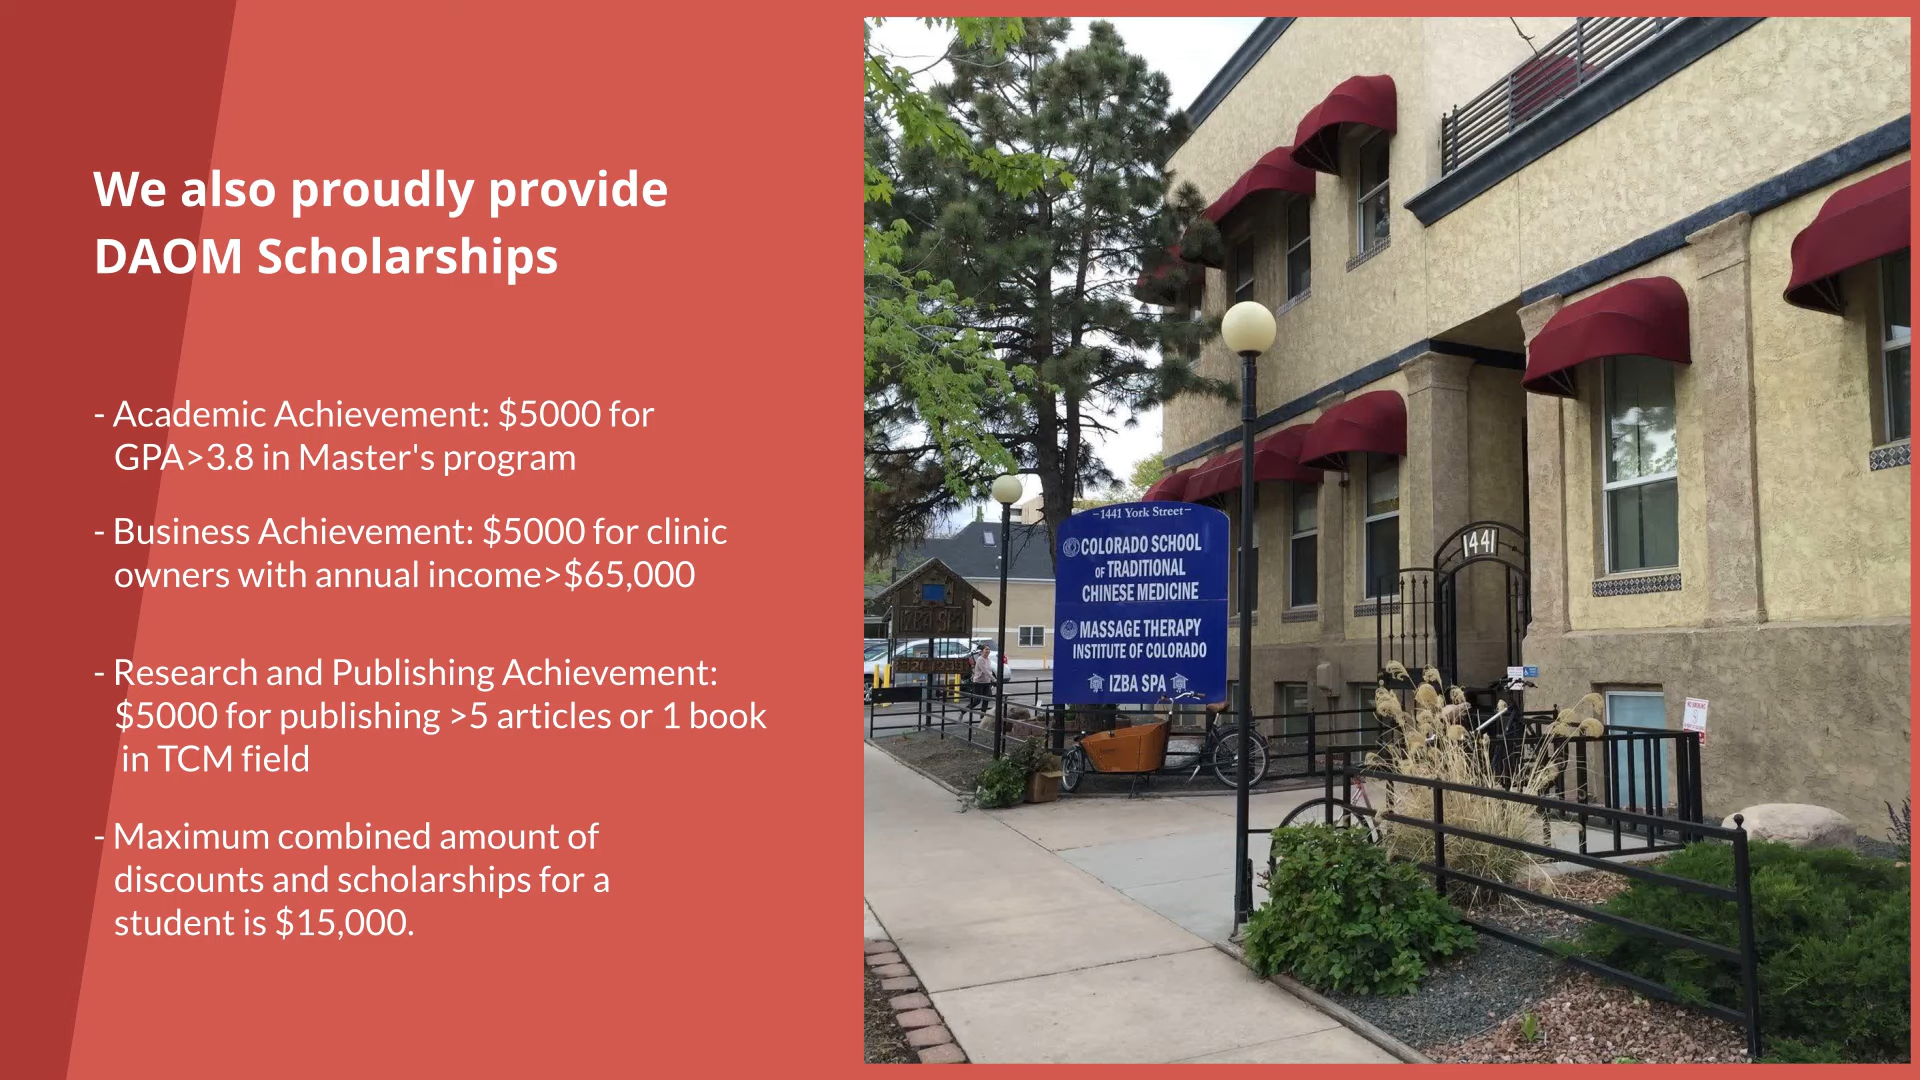 We also proudly provide
DAOM Scholarships
- Academic Achievement: $5000 for
GPA>3.8 in Master's program
- Business Achievement: $5000 for clinic
owners with annual income>$65,000
- Research and Publishing Achievement:
$5000 for publishing >5 articles or 1 book
in TCM field
- Maximum combined amount of
discounts and scholarships for a
student is $15,000.
-1441 York Street-
COLORADO SCHOOL
OF TRADITIONAL
CHINESE MEDICINE
MASSAGE THERAPY
INSTITUTE OF COLORADO
IZBA SPA
1441
IZBA SPA